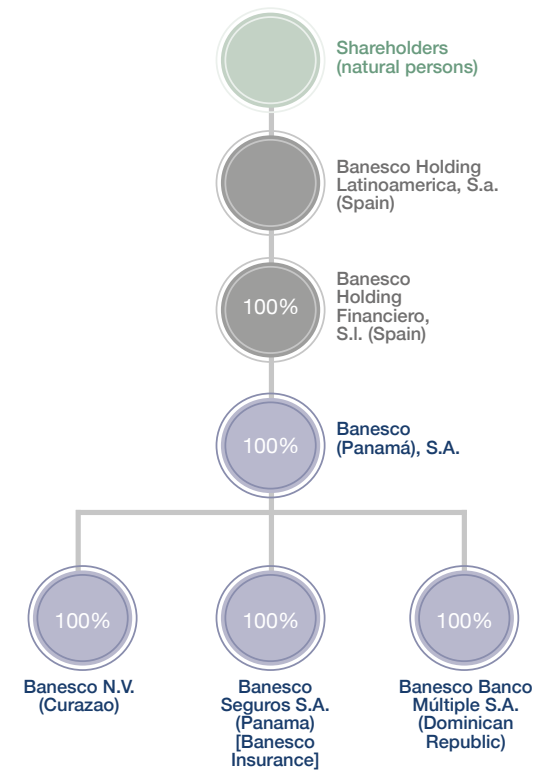 Shareholders
(natural persons)
Banesco Holding
Latinoamerica, S.a.
(Spain)
100%
Banesco
Holding
Financiero,
S.l. (Spain)
100%
Banesco
(Panamá), S.A.
100%
100%
100%
Banesco N.V.
(Curazao)
Banesco
Seguros S.A.
(Panama)
[Banesco
Insurance]
Banesco Banco
Múltiple S.A.
(Dominican
Republic)